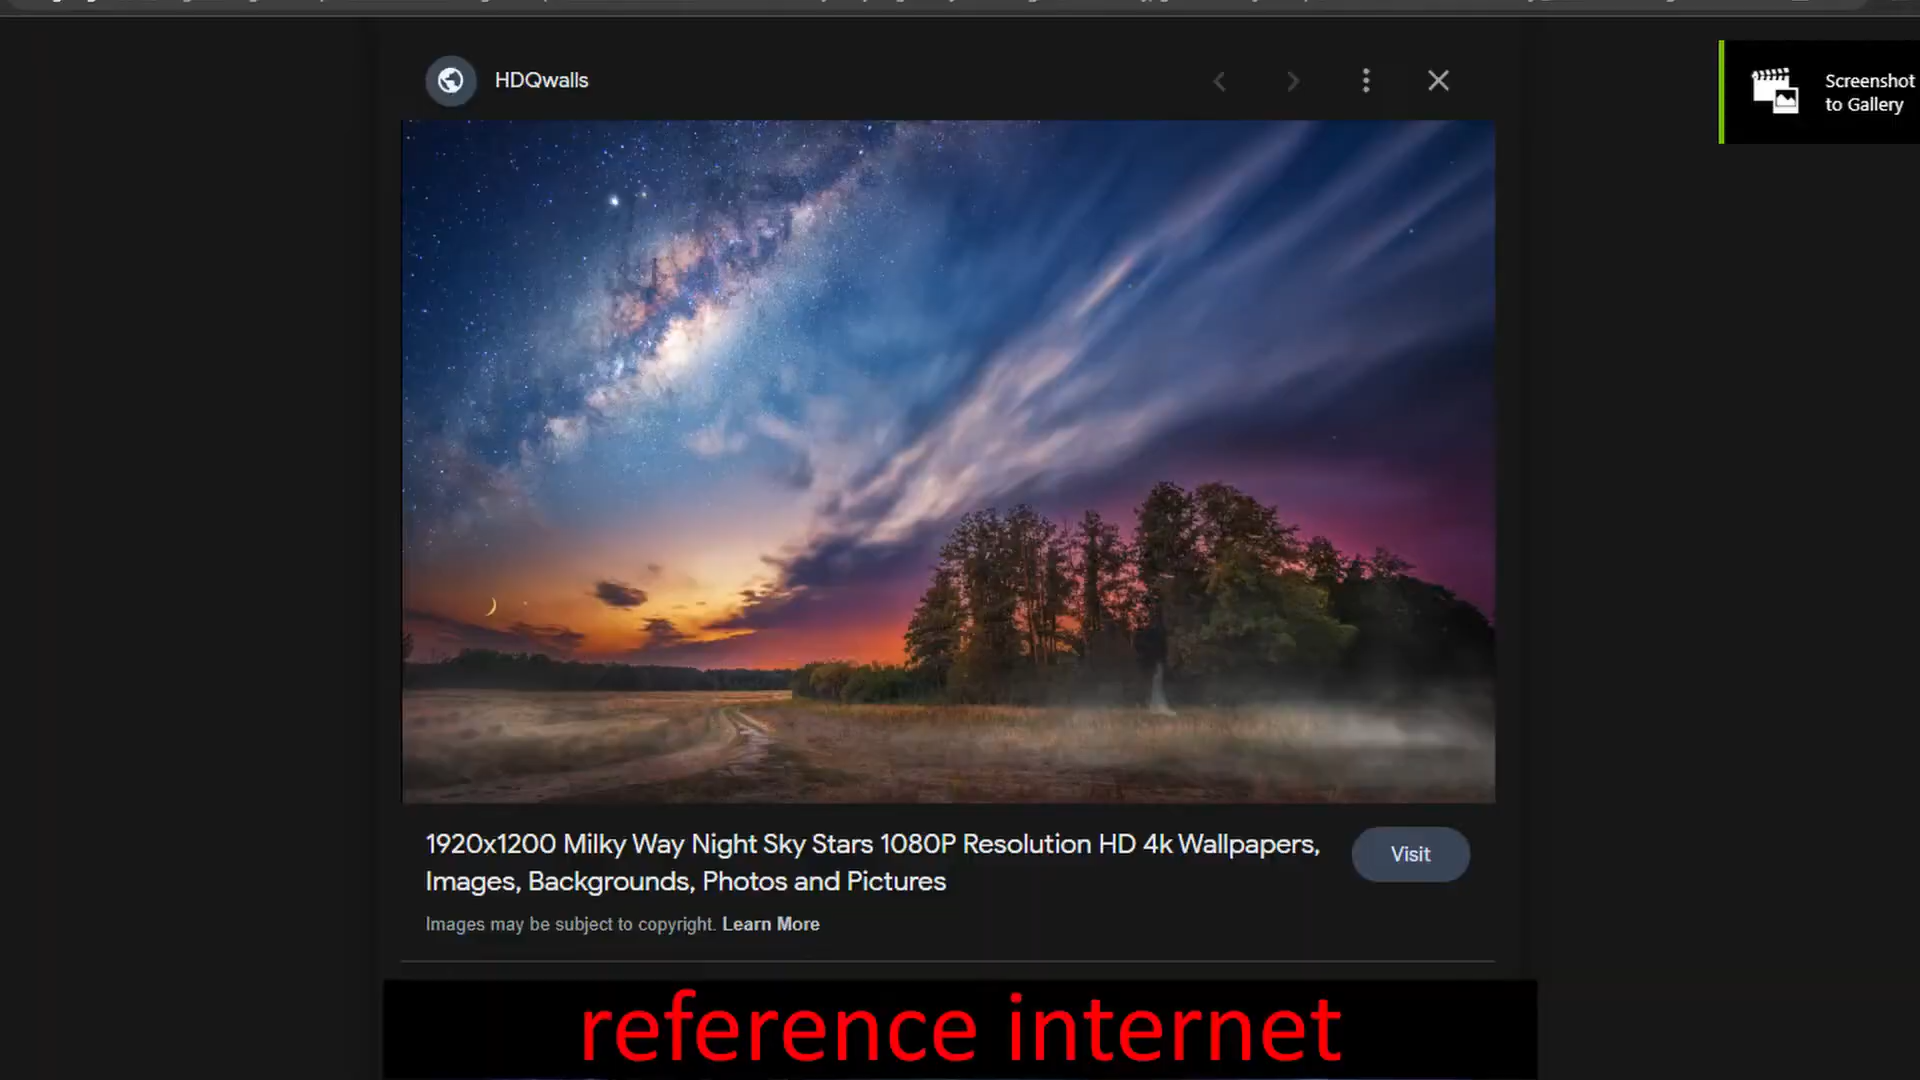 HDQwalls
Screenshot
to Gallery
1920x1200 Milky Way Night Sky Stars 1080P Resolution HD 4k Wallpapers,
Images, Backgrounds, Photos and Pictures
Visit
Images may be subject to copyright. Learn More
reference internet